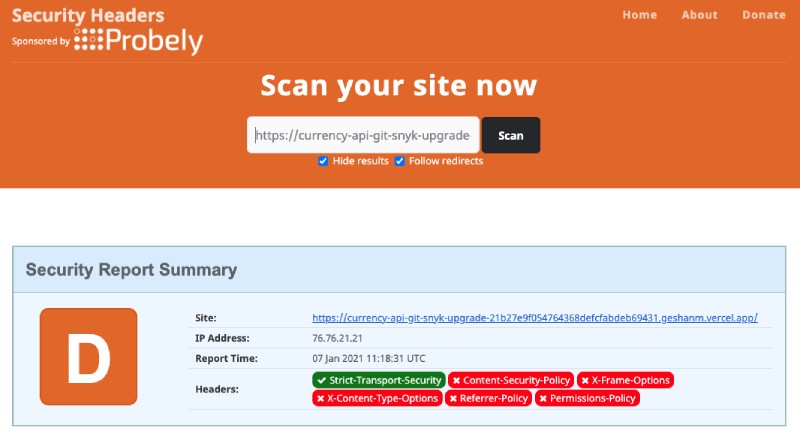 Security Headers
Home About Donate
Sponsored by Probely
Scan your site now
https://currency-api-git-snyk-upgrade Scan
Hide results Follow redirects
Security Report Summary
D
Site: https://currency-api-git-snyk-upgrade-21b27e9f054764368defcfabdeb69431.geshanm.vercel.app/
IP Address: 76.76.21.21
Report Time: 07 Jan 2021 11:18:31 UTC
Headers: ✔ Strict-Transport-Security ✖ Content-Security-Policy ✖ X-Frame-Options
✖ X-Content-Type-Options ✖ Referrer-Policy ✖ Permissions-Policy